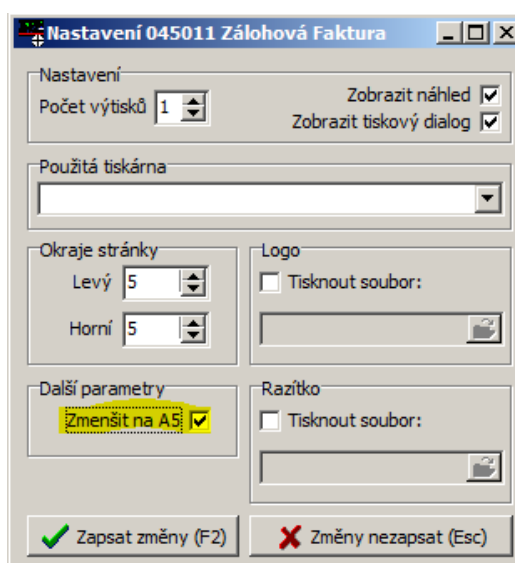 Nastavení 045011 Zálohová Faktura
Nastavení
Počet výtisků 1
Zobrazit náhled
Zobrazit tiskový dialog
Použitá tiskárna
Okraje stránky
Levý 5
Horní 5
Logo
Tisknout soubor:
Další parametry
Zmenšit na A5
Razítko
Tisknout soubor:
Zapsat změny (F2)
Změny nezapsat (Esc)